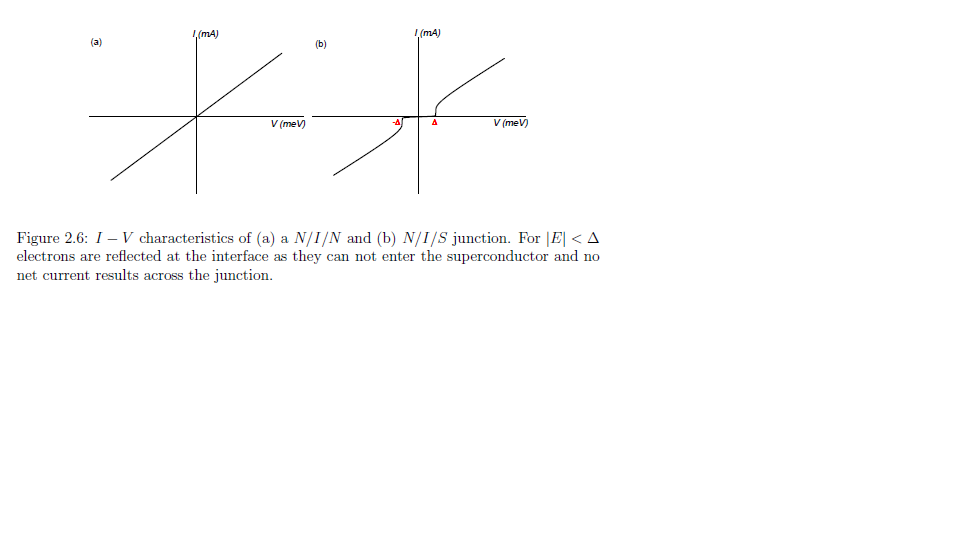 (a)
I (mA)
V (meV)
(b)
I (mA)
-Δ
Δ
V (meV)
Figure 2.6: I − V characteristics of (a) a N/I/N and (b) N/I/S junction. For |E| < Δ
electrons are reflected at the interface as they can not enter the superconductor and no
net current results across the junction.